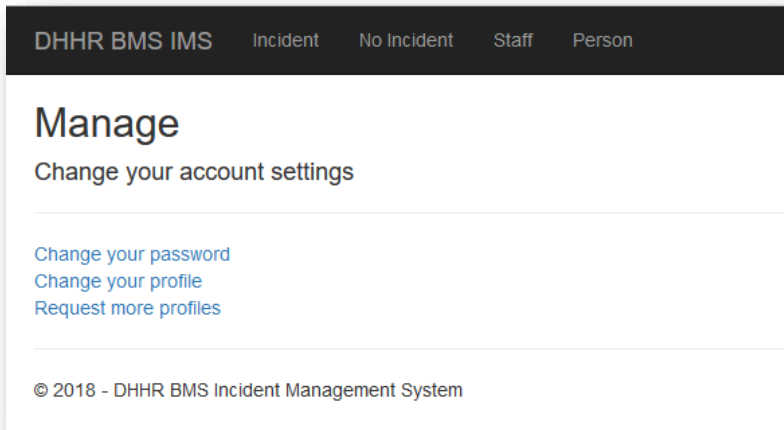 DHHR BMS IMS Incident No Incident Staff Person
Manage
Change your account settings
Change your password
Change your profile
Request more profiles
© 2018 - DHHR BMS Incident Management System